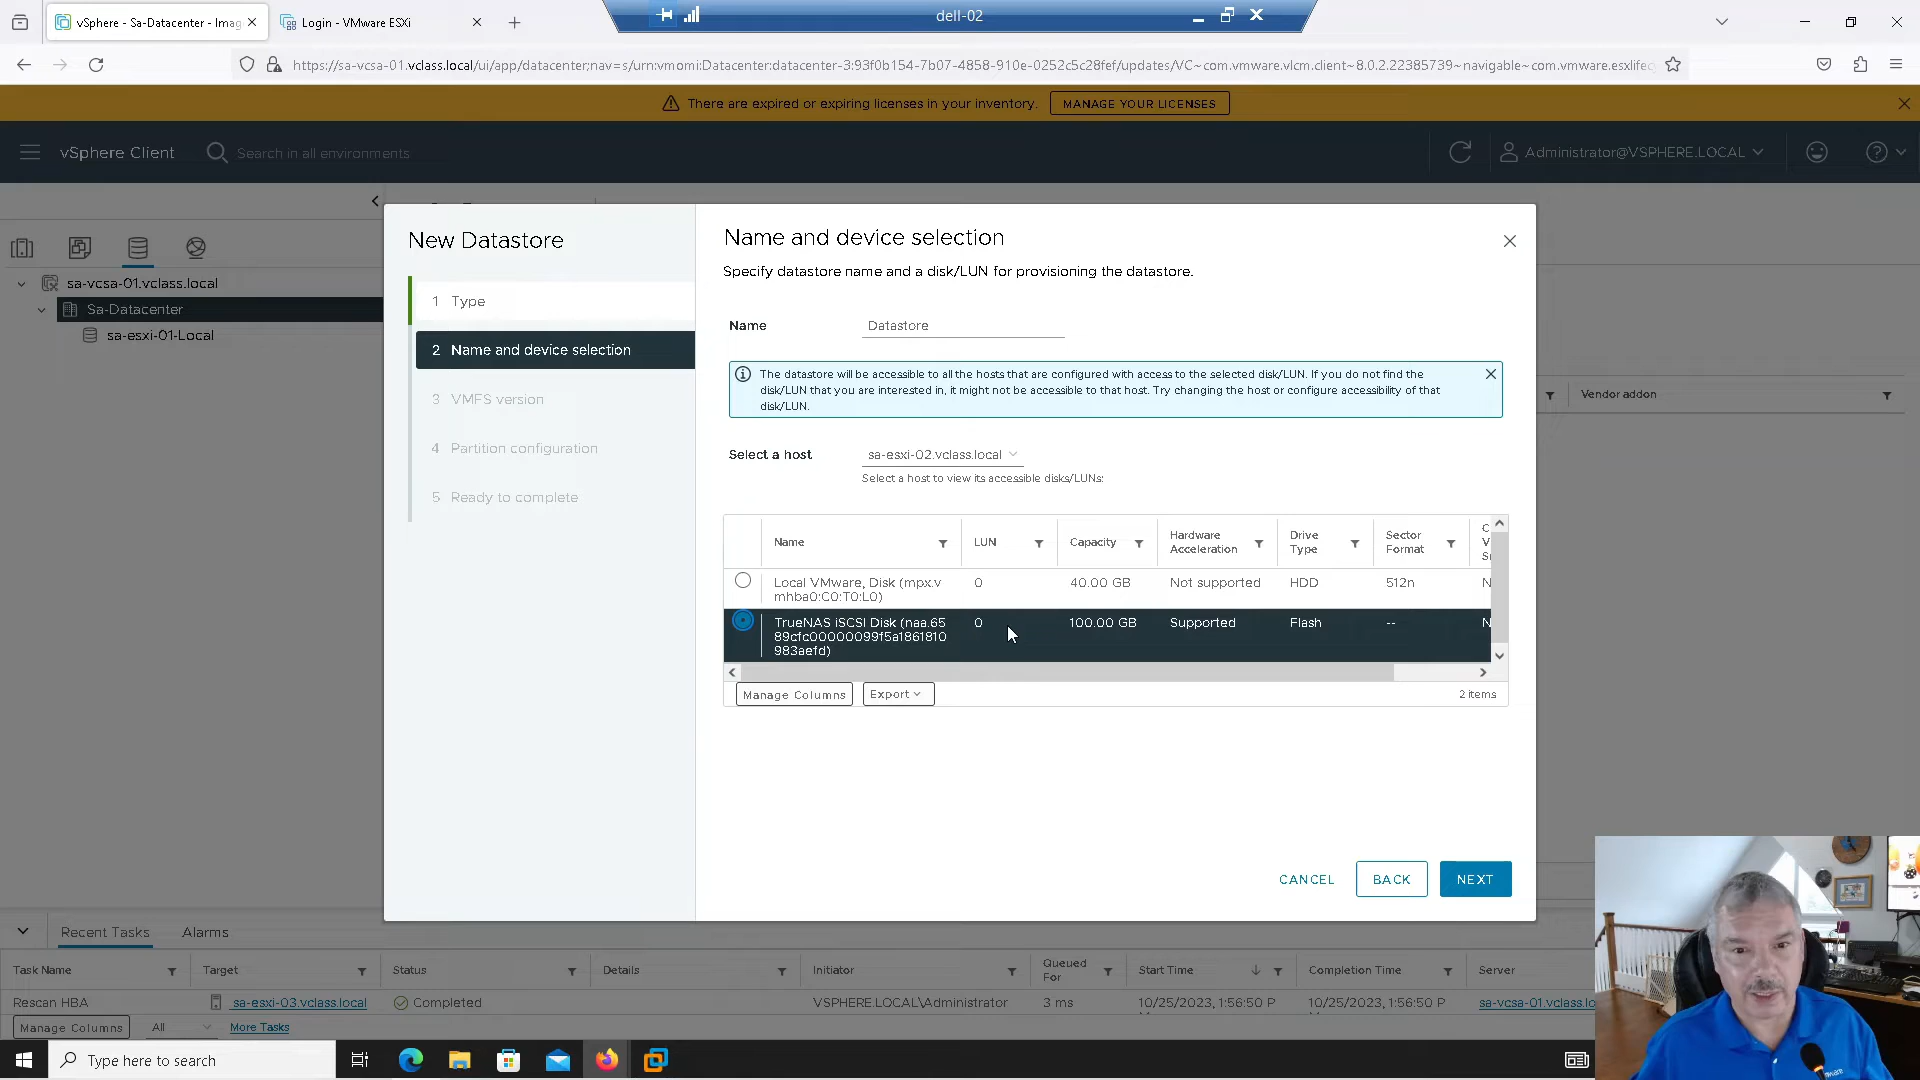 vSphere - Sa-Datacenter - Imag
Login - VMware ESXi
dell-02
https://sa-vcsa-01.vclass.local/ui/app/datacenter;nav=s/urn:vmomi:Datacenter:datacenter-3:93f0b154-7b07-4858-910e-0252c5c28fef/updates/VC~com.vmware.vlcm.client~8.0.2.22385739~navigable~com.vmware.esxlifec
There are expired or expiring licenses in your inventory.
MANAGE YOUR LICENSES
vSphere Client
Search in all environments
Administrator@VSPHERE.LOCAL
sa-vcsa-01.vclass.local
Sa-Datacenter
sa-esxi-01-Local
New Datastore
1 Type
2 Name and device selection
3 VMFS version
4 Partition configuration
5 Ready to complete
Name and device selection
Specify datastore name and a disk/LUN for provisioning the datastore.
Name
Datastore
The datastore will be accessible to all the hosts that are configured with access to the selected disk/LUN. If you do not find the
disk/LUN that you are interested in, it might not be accessible to that host. Try changing the host or configure accessibility of that
disk/LUN.
Select a host
sa-esxi-02.vclass.local
Select a host to view its accessible disks/LUNs:
Name
LUN
Capacity
Hardware
Acceleration
Drive
Type
Sector
Format
C
V
S
Local VMware, Disk (mpx.v
mhba0:C0:T0:L0)
0
40.00 GB
Not supported
HDD
512n
N
TrueNAS iSCSI Disk (naa.65
89cfc00000099f5a1861810
983aefd)
0
100.00 GB
Supported
Flash
--
N
Manage Columns
Export
2 items
CANCEL
BACK
NEXT
Vendor addon
Recent Tasks
Alarms
Task Name
Target
Status
Details
Initiator
Queued
For
Start Time
Completion Time
Server
Rescan HBA
sa-esxi-03.vclass.local
Completed
VSPHERE.LOCAL\Administrator
3 ms
10/25/2023, 1:56:50 P
10/25/2023, 1:56:50 P
sa-vcsa-01.vclass.lo
Manage Columns
All
More Tasks
Type here to search